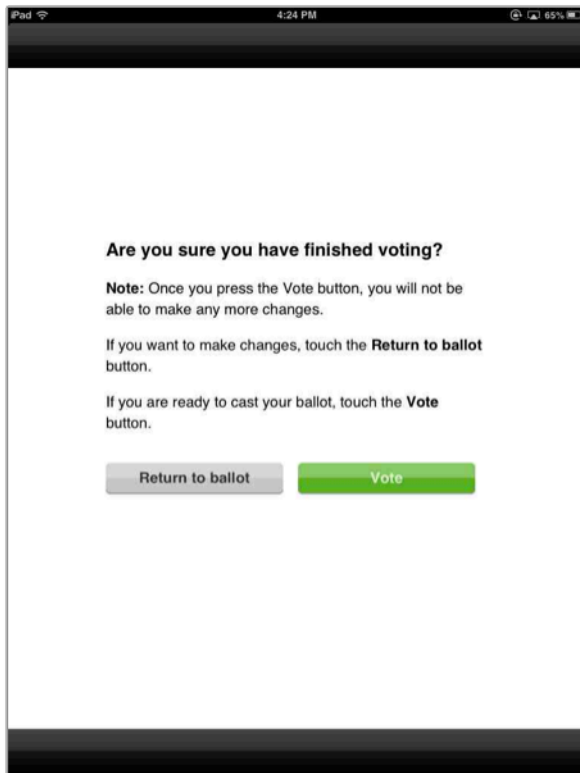 iPad 4:24 PM 65%
Are you sure you have finished voting?
Note: Once you press the Vote button, you will not be
able to make any more changes.
If you want to make changes, touch the Return to ballot
button.
If you are ready to cast your ballot, touch the Vote
button.
Return to ballot Vote